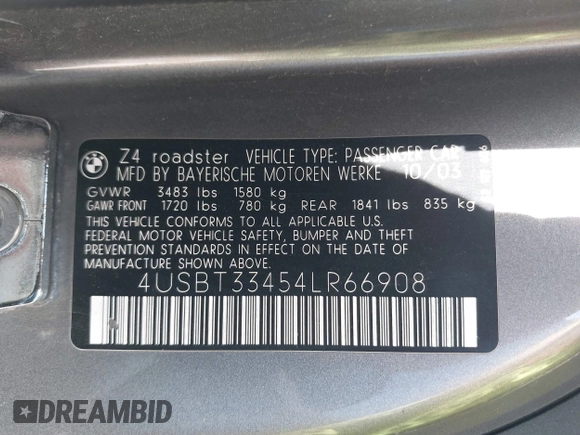 Z4 roadster VEHICLE TYPE: PASSENGER CAR
MFD BY BAYERISCHE MOTOREN WERKE 10/03
GVWR 3483 lbs 1580 kg
GAWR FRONT 1720 lbs 780 kg REAR 1841 lbs 835 kg
THIS VEHICLE CONFORMS TO ALL APPLICABLE U.S.
FEDERAL MOTOR VEHICLE SAFETY, BUMPER AND THEFT
PREVENTION STANDARDS IN EFFECT ON THE DATE OF
MANUFACTURE SHOWN ABOVE.
4USBT33454LR66908
DREAMBID